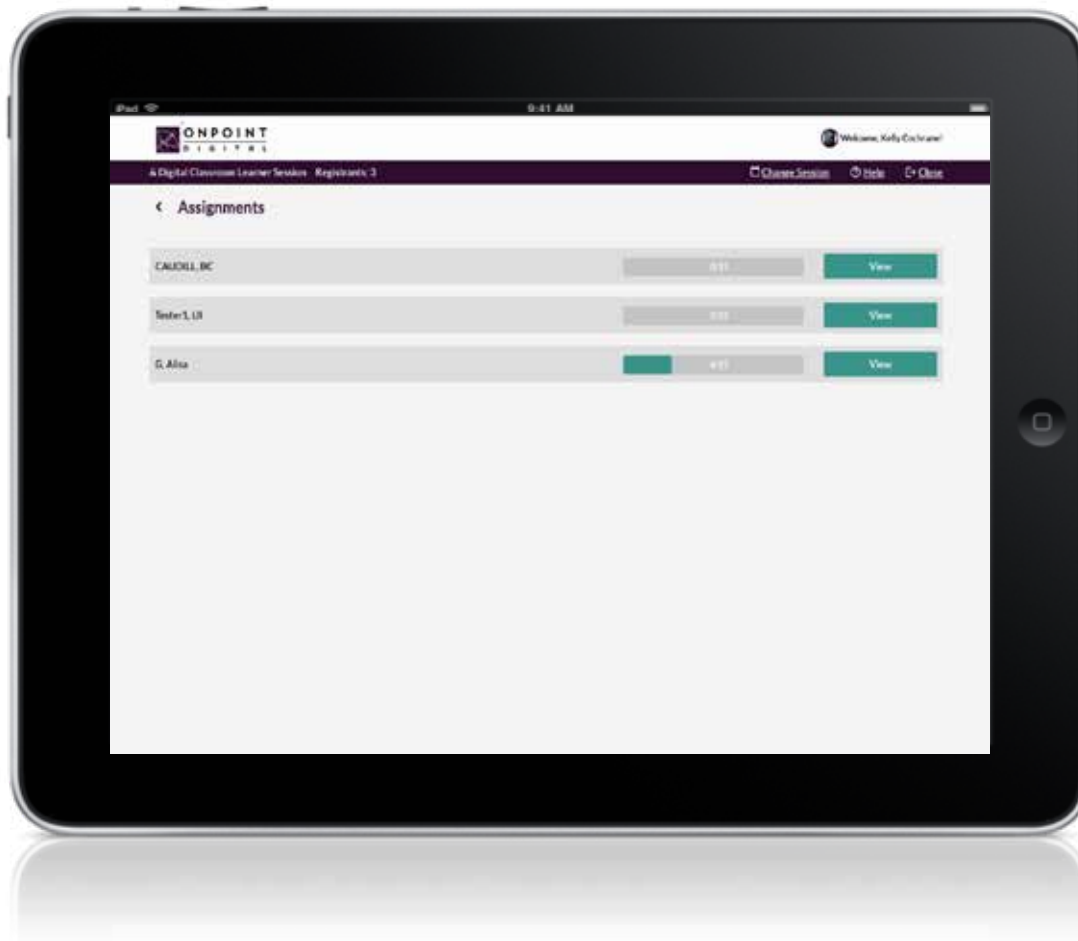 iPad 9:41 AM
ONPOINT
DIGITAL
Welcome, Kelly Cochrane!
A Digital Classroom Learner Session Registrants: 3
Change Session Help Close
Assignments
CAUDILL, BC View
Tester1, UI View
G, Alisa View